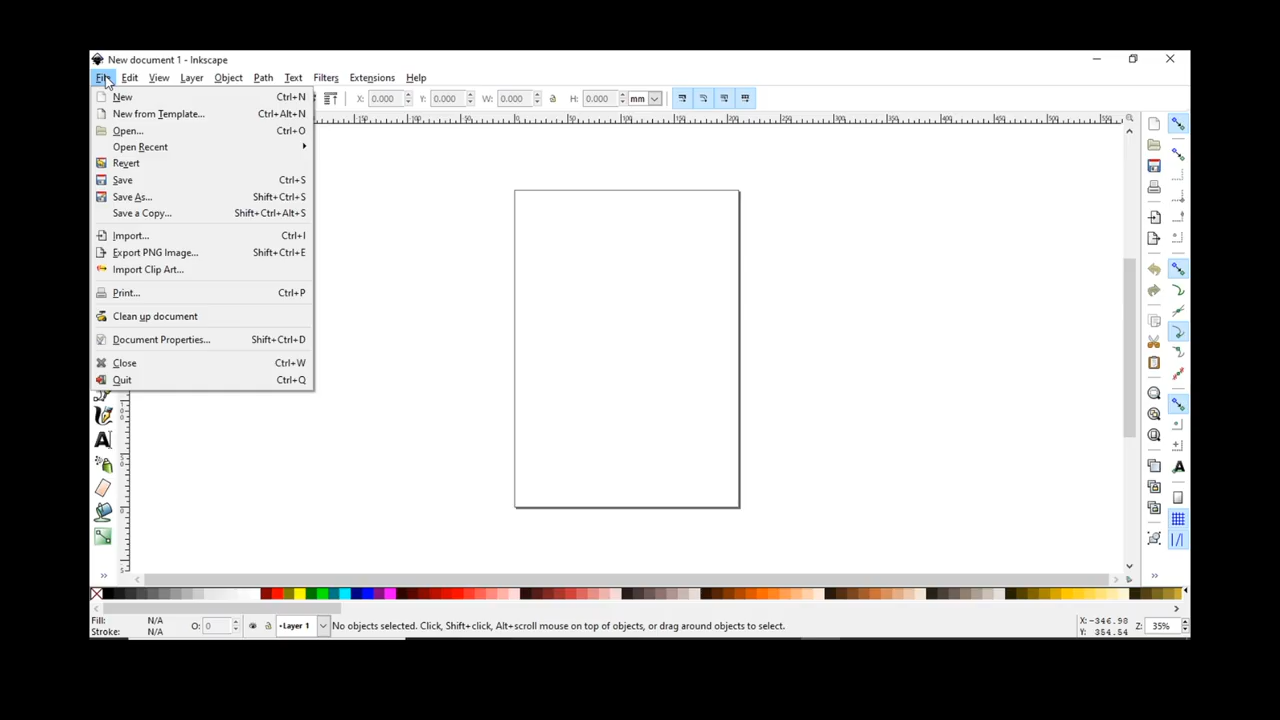 New document 1 - Inkscape
File Edit View Layer Object Path Text Filters Extensions Help
X: 0.000 Y: 0.000 W: 0.000 H: 0.000 mm
New Ctrl+N
New from Template... Ctrl+Alt+N
Open... Ctrl+O
Open Recent
Revert
Save Ctrl+S
Save As... Shift+Ctrl+S
Save a Copy... Shift+Ctrl+Alt+S
Import... Ctrl+I
Export PNG Image... Shift+Ctrl+E
Import Clip Art...
Print... Ctrl+P
Clean up document
Document Properties... Shift+Ctrl+D
Close Ctrl+W
Quit Ctrl+Q
Fill: N/A
Stroke: N/A
O: 0
Layer 1
No objects selected. Click, Shift+click, Alt+scroll mouse on top of objects, or drag around objects to select.
X: -346.98
Y: 354.54
Z: 35%